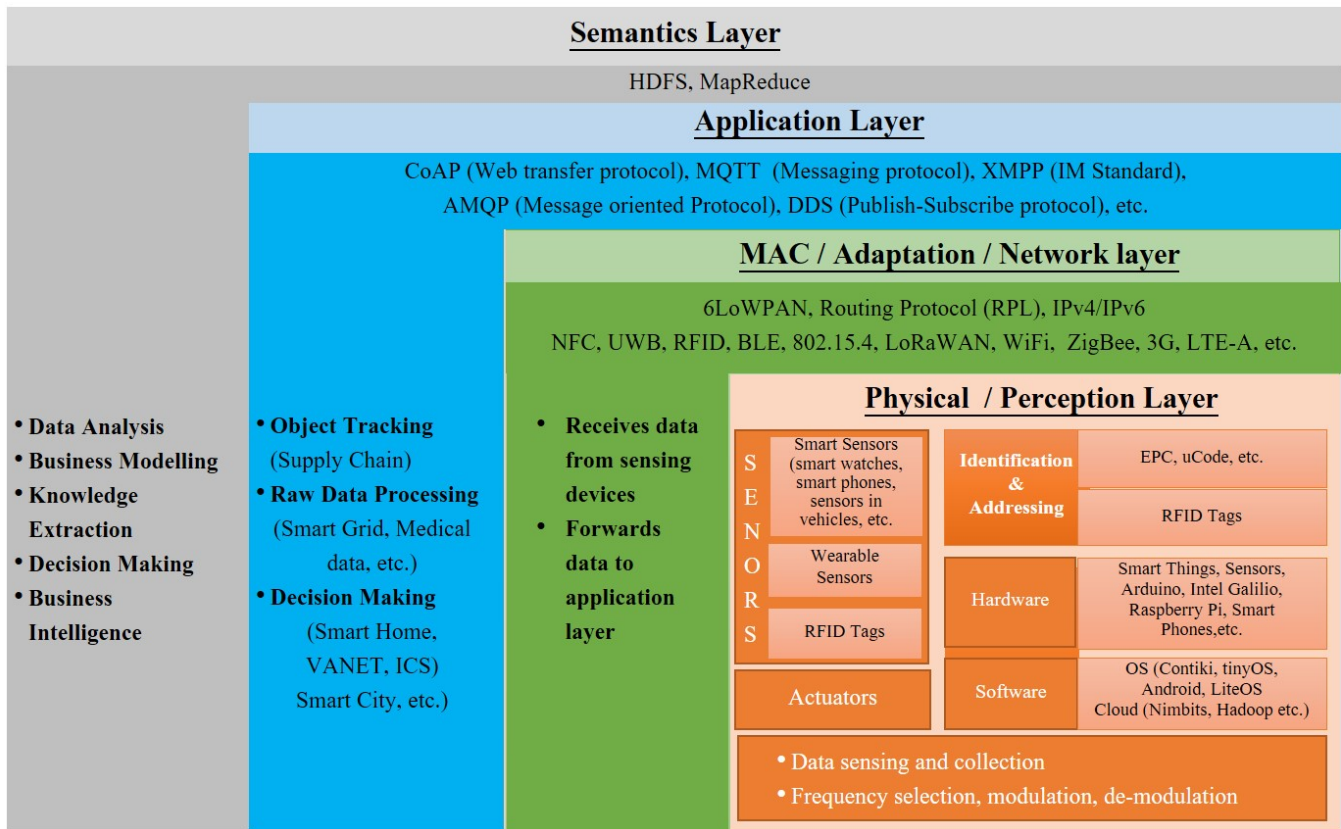 Semantics Layer
HDFS, MapReduce
Application Layer
CoAP (Web transfer protocol), MQTT (Messaging protocol), XMPP (IM Standard),
AMQP (Message oriented Protocol), DDS (Publish-Subscribe protocol), etc.
MAC / Adaptation / Network layer
6LoWPAN, Routing Protocol (RPL), IPv4/IPv6
NFC, UWB, RFID, BLE, 802.15.4, LoRaWAN, WiFi, ZigBee, 3G, LTE-A, etc.
• Data Analysis
• Business Modelling
• Knowledge
Extraction
• Decision Making
• Business
Intelligence
• Object Tracking
(Supply Chain)
• Raw Data Processing
(Smart Grid, Medical
data, etc.)
• Decision Making
(Smart Home,
VANET, ICS)
Smart City, etc.)
• Receives data
from sensing
devices
• Forwards
data to
application
layer
Physical / Perception Layer
S
E
N
O
R
S
Smart Sensors
(smart watches,
smart phones,
sensors in
vehicles, etc.
Wearable
Sensors
RFID Tags
Actuators
Identification
&
Addressing
EPC, uCode, etc.
RFID Tags
Hardware
Smart Things, Sensors,
Arduino, Intel Galilio,
Raspberry Pi, Smart
Phones,etc.
Software
OS (Contiki, tinyOS,
Android, LiteOS
Cloud (Nimbits, Hadoop etc.)
• Data sensing and collection
• Frequency selection, modulation, de-modulation